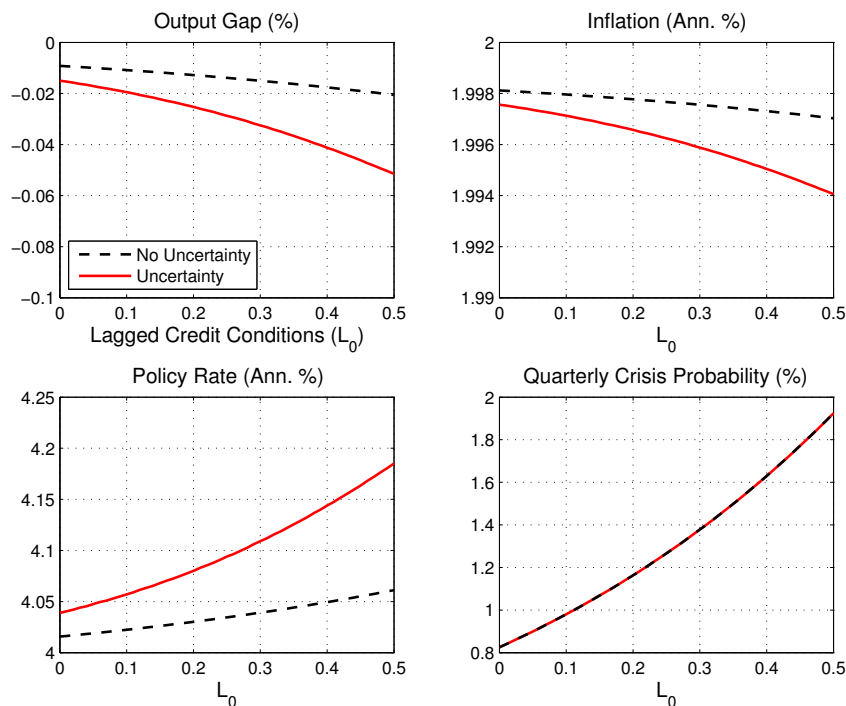 Output Gap (%)
0
−0.02
−0.04
−0.06
−0.08
−0.1
No Uncertainty
Uncertainty
0 0.1 0.2 0.3 0.4 0.5
Lagged Credit Conditions (L0)
Inflation (Ann. %)
2
1.998
1.996
1.994
1.992
1.99
0 0.1 0.2 0.3 0.4 0.5
L0
Policy Rate (Ann. %)
4.25
4.2
4.15
4.1
4.05
4
0 0.1 0.2 0.3 0.4 0.5
L0
Quarterly Crisis Probability (%)
2
1.8
1.6
1.4
1.2
1
0.8
0 0.1 0.2 0.3 0.4 0.5
L0